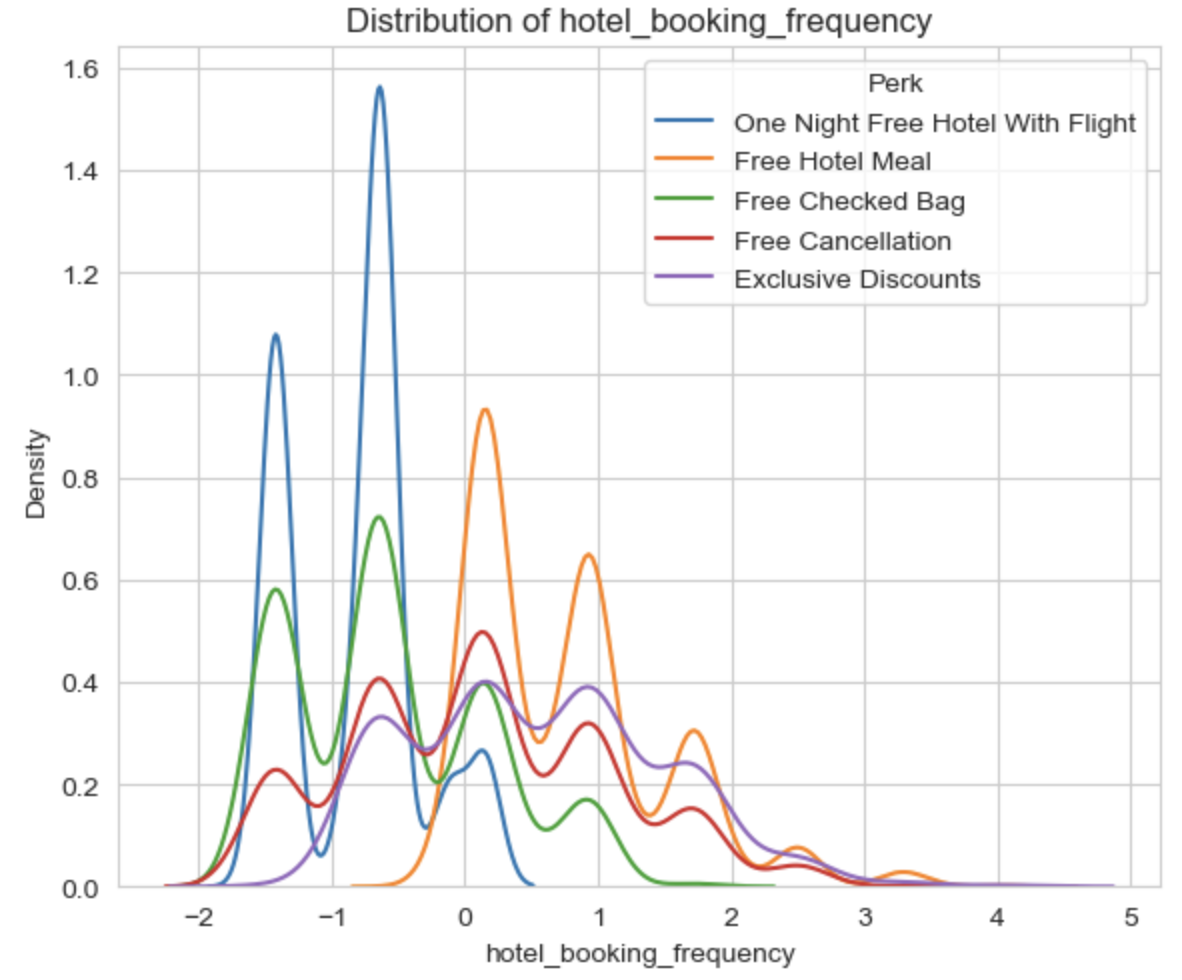 Distribution of hotel_booking_frequency
Perk
One Night Free Hotel With Flight
Free Hotel Meal
Free Checked Bag
Free Cancellation
Exclusive Discounts
1.6
1.4
1.2
1.0
0.8
0.6
0.4
0.2
0.0
Density
−2 −1 0 1 2 3 4 5
hotel_booking_frequency